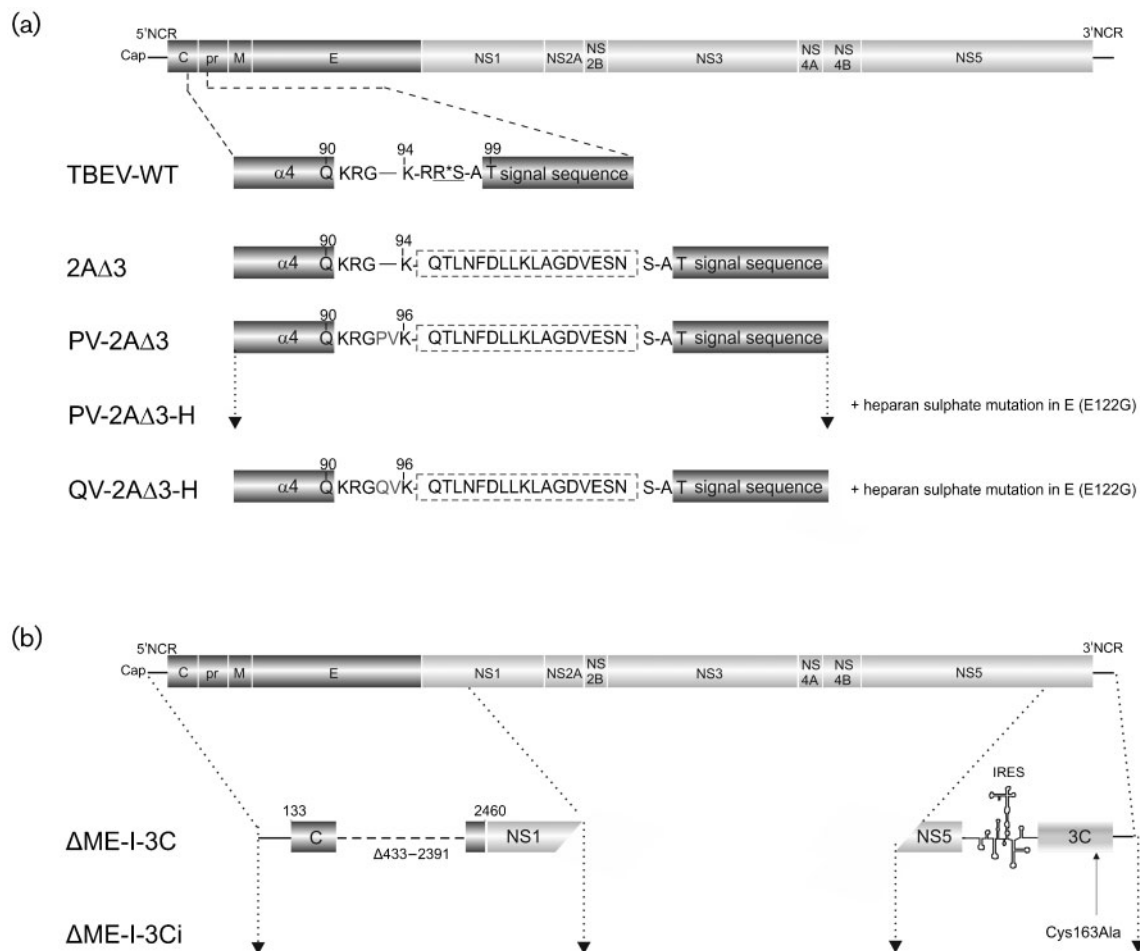 (a)
5'NCR 3'NCR
Cap C pr M E NS1 NS2A NS 2B NS3 NS 4A NS 4B NS5
90 94 99
TBEV-WT α4 Q KRG — K-RR*S-A T signal sequence
90 94
2AΔ3 α4 Q KRG — K- QTLNFDLLKLAGDVESN S-A T signal sequence
90 96
PV-2AΔ3 α4 Q KRGPVK- QTLNFDLLKLAGDVESN S-A T signal sequence
PV-2AΔ3-H + heparan sulphate mutation in E (E122G)
90 96
QV-2AΔ3-H α4 Q KRGQVK- QTLNFDLLKLAGDVESN S-A T signal sequence + heparan sulphate mutation in E (E122G)
(b)
5'NCR 3'NCR
Cap C pr M E NS1 NS2A NS 2B NS3 NS 4A NS 4B NS5
IRES
133 2460
ΔME-I-3C C NS1 NS5 3C
Δ433–2391
Cys163Ala
ΔME-I-3Ci